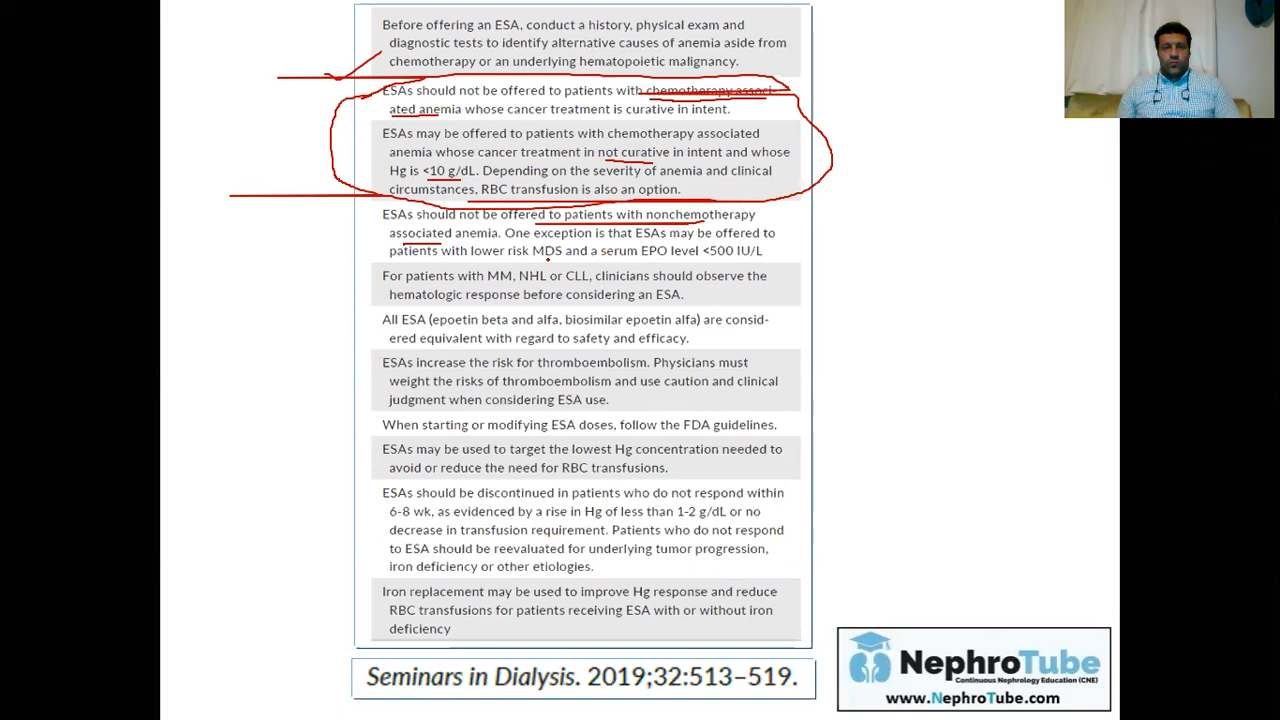 Before offering an ESA, conduct a history, physical exam and
diagnostic tests to identify alternative causes of anemia aside from
chemotherapy or an underlying hematopoietic malignancy.
ESAs should not be offered to patients with chemotherapy associ-
ated anemia whose cancer treatment is curative in intent.
ESAs may be offered to patients with chemotherapy associated
anemia whose cancer treatment in not curative in intent and whose
Hg is <10 g/dL. Depending on the severity of anemia and clinical
circumstances, RBC transfusion is also an option.
ESAs should not be offered to patients with nonchemotherapy
associated anemia. One exception is that ESAs may be offered to
patients with lower risk MDS and a serum EPO level <500 IU/L
For patients with MM, NHL or CLL, clinicians should observe the
hematologic response before considering an ESA.
All ESA (epoetin beta and alfa, biosimilar epoetin alfa) are consid-
ered equivalent with regard to safety and efficacy.
ESAs increase the risk for thromboembolism. Physicians must
weight the risks of thromboembolism and use caution and clinical
judgment when considering ESA use.
When starting or modifying ESA doses, follow the FDA guidelines.
ESAs may be used to target the lowest Hg concentration needed to
avoid or reduce the need for RBC transfusions.
ESAs should be discontinued in patients who do not respond within
6-8 wk, as evidenced by a rise in Hg of less than 1-2 g/dL or no
decrease in transfusion requirement. Patients who do not respond
to ESA should be reevaluated for underlying tumor progression,
iron deficiency or other etiologies.
Iron replacement may be used to improve Hg response and reduce
RBC transfusions for patients receiving ESA with or without iron
deficiency
Seminars in Dialysis. 2019;32:513–519.
NephroTube
Continuous Nephrology Education (CNE)
www.NephroTube.com